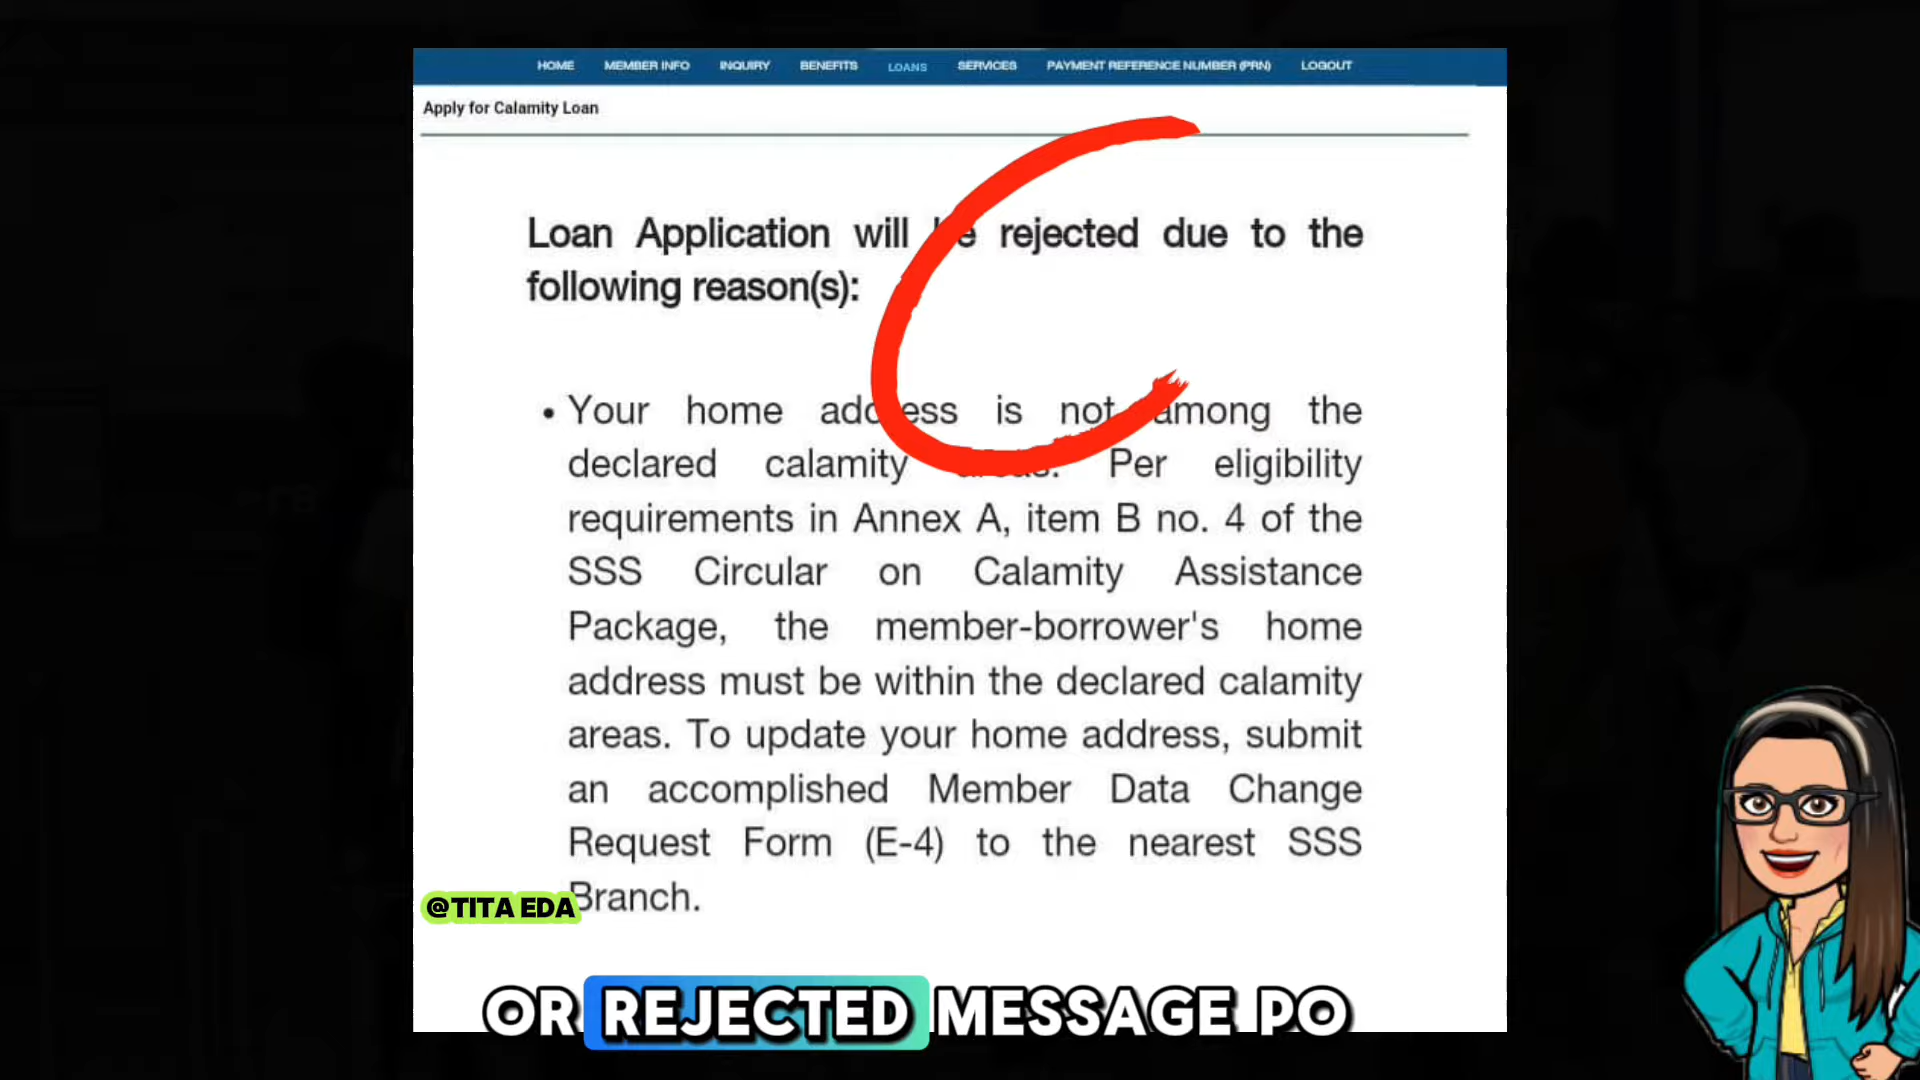 HOME MEMBER INFO INQUIRY BENEFITS LOANS SERVICES PAYMENT REFERENCE NUMBER (PRN) LOGOUT
Apply for Calamity Loan
Loan Application will be rejected due to the
following reason(s):
• Your home address is not among the
declared calamity areas. Per eligibility
requirements in Annex A, item B no. 4 of the
SSS Circular on Calamity Assistance
Package, the member-borrower's home
address must be within the declared calamity
areas. To update your home address, submit
an accomplished Member Data Change
Request Form (E-4) to the nearest SSS
Branch.
@TITA EDA
OR REJECTED MESSAGE PO